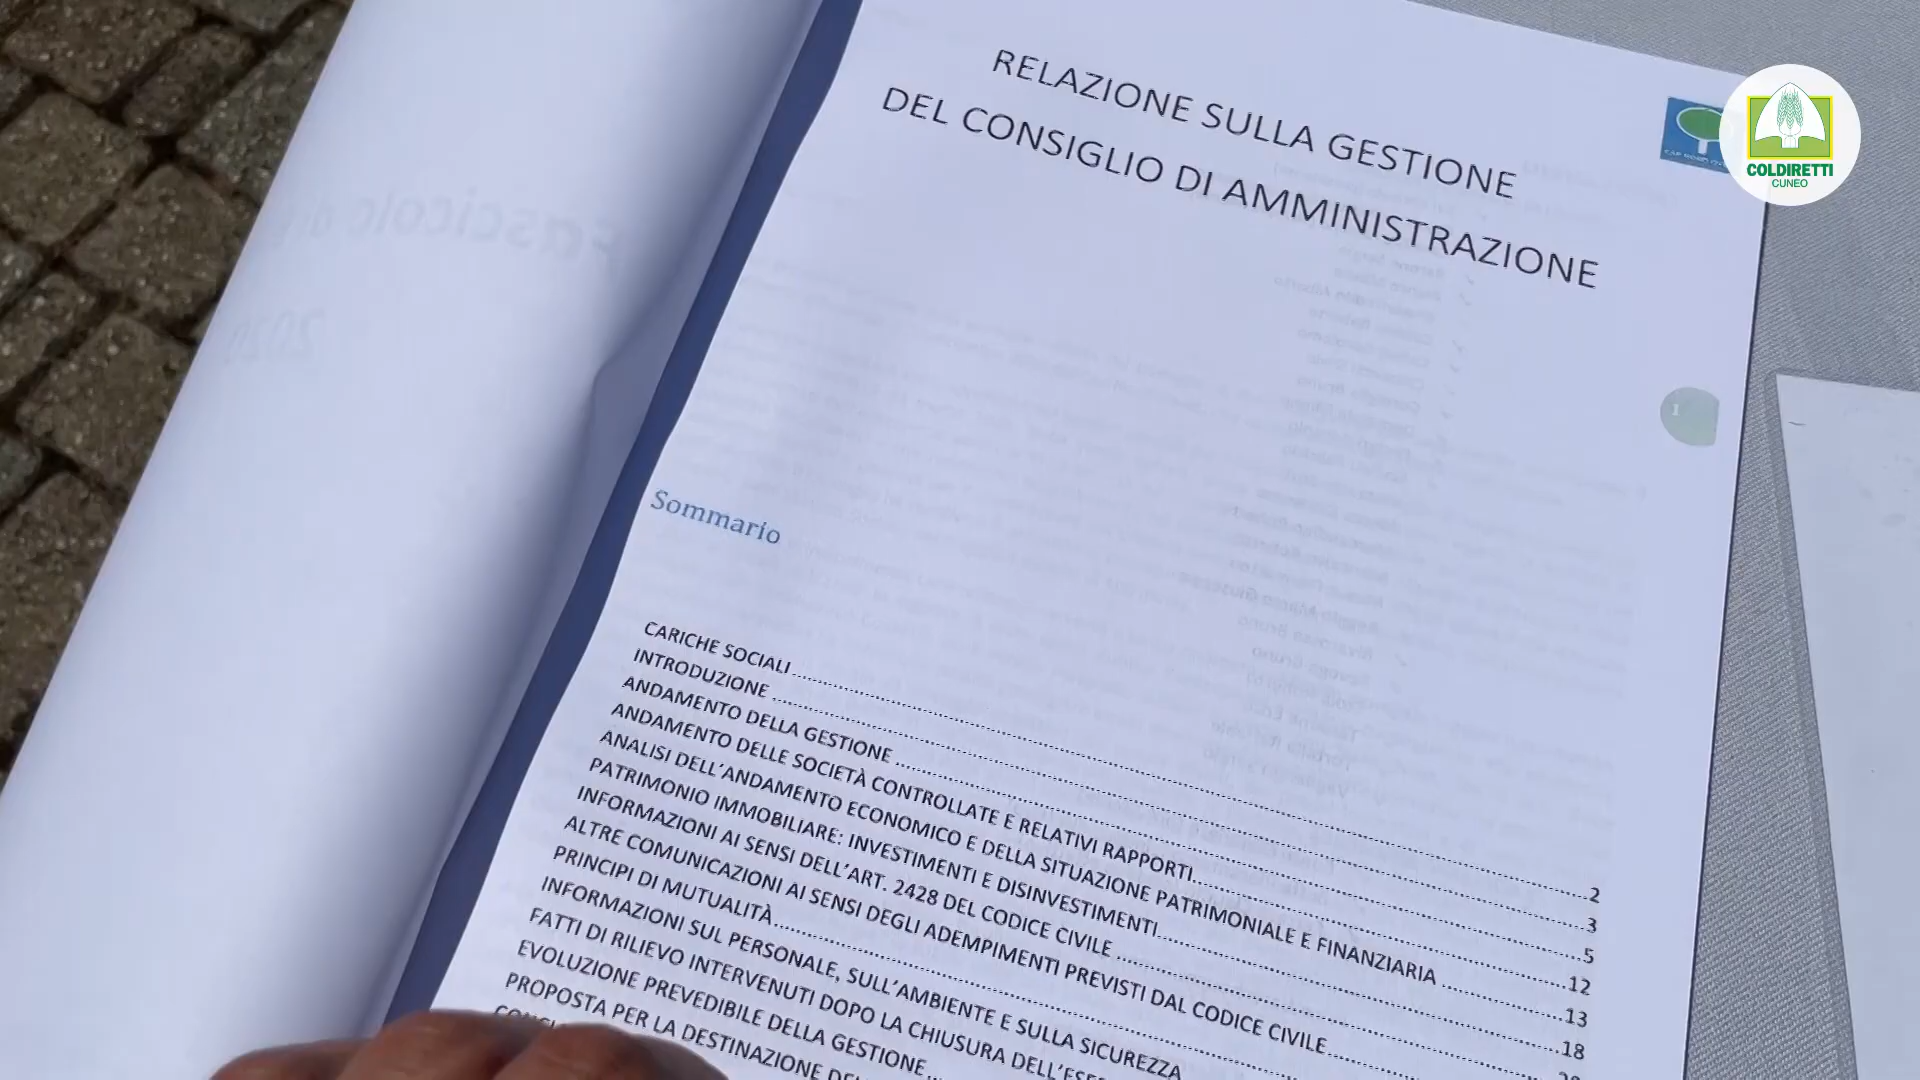 RELAZIONE SULLA GESTIONE
DEL CONSIGLIO DI AMMINISTRAZIONE
COLDIRETTI
CUNEO
1
Sommario
CARICHE SOCIALI 2
INTRODUZIONE 3
ANDAMENTO DELLA GESTIONE 5
ANDAMENTO DELLE SOCIETÀ CONTROLLATE E RELATIVI RAPPORTI 12
ANALISI DELL'ANDAMENTO ECONOMICO E DELLA SITUAZIONE PATRIMONIALE E FINANZIARIA 13
PATRIMONIO IMMOBILIARE: INVESTIMENTI E DISINVESTIMENTI 18
INFORMAZIONI AI SENSI DELL'ART. 2428 DEL CODICE CIVILE
ALTRE COMUNICAZIONI AI SENSI DEGLI ADEMPIMENTI PREVISTI DAL CODICE CIVILE
PRINCIPI DI MUTUALITÀ
INFORMAZIONI SUL PERSONALE, SULL'AMBIENTE E SULLA SICUREZZA
FATTI DI RILIEVO INTERVENUTI DOPO LA CHIUSURA
EVOLUZIONE PREVEDIBILE DELLA GESTIONE
PROPOSTA PER LA DESTINAZIONE